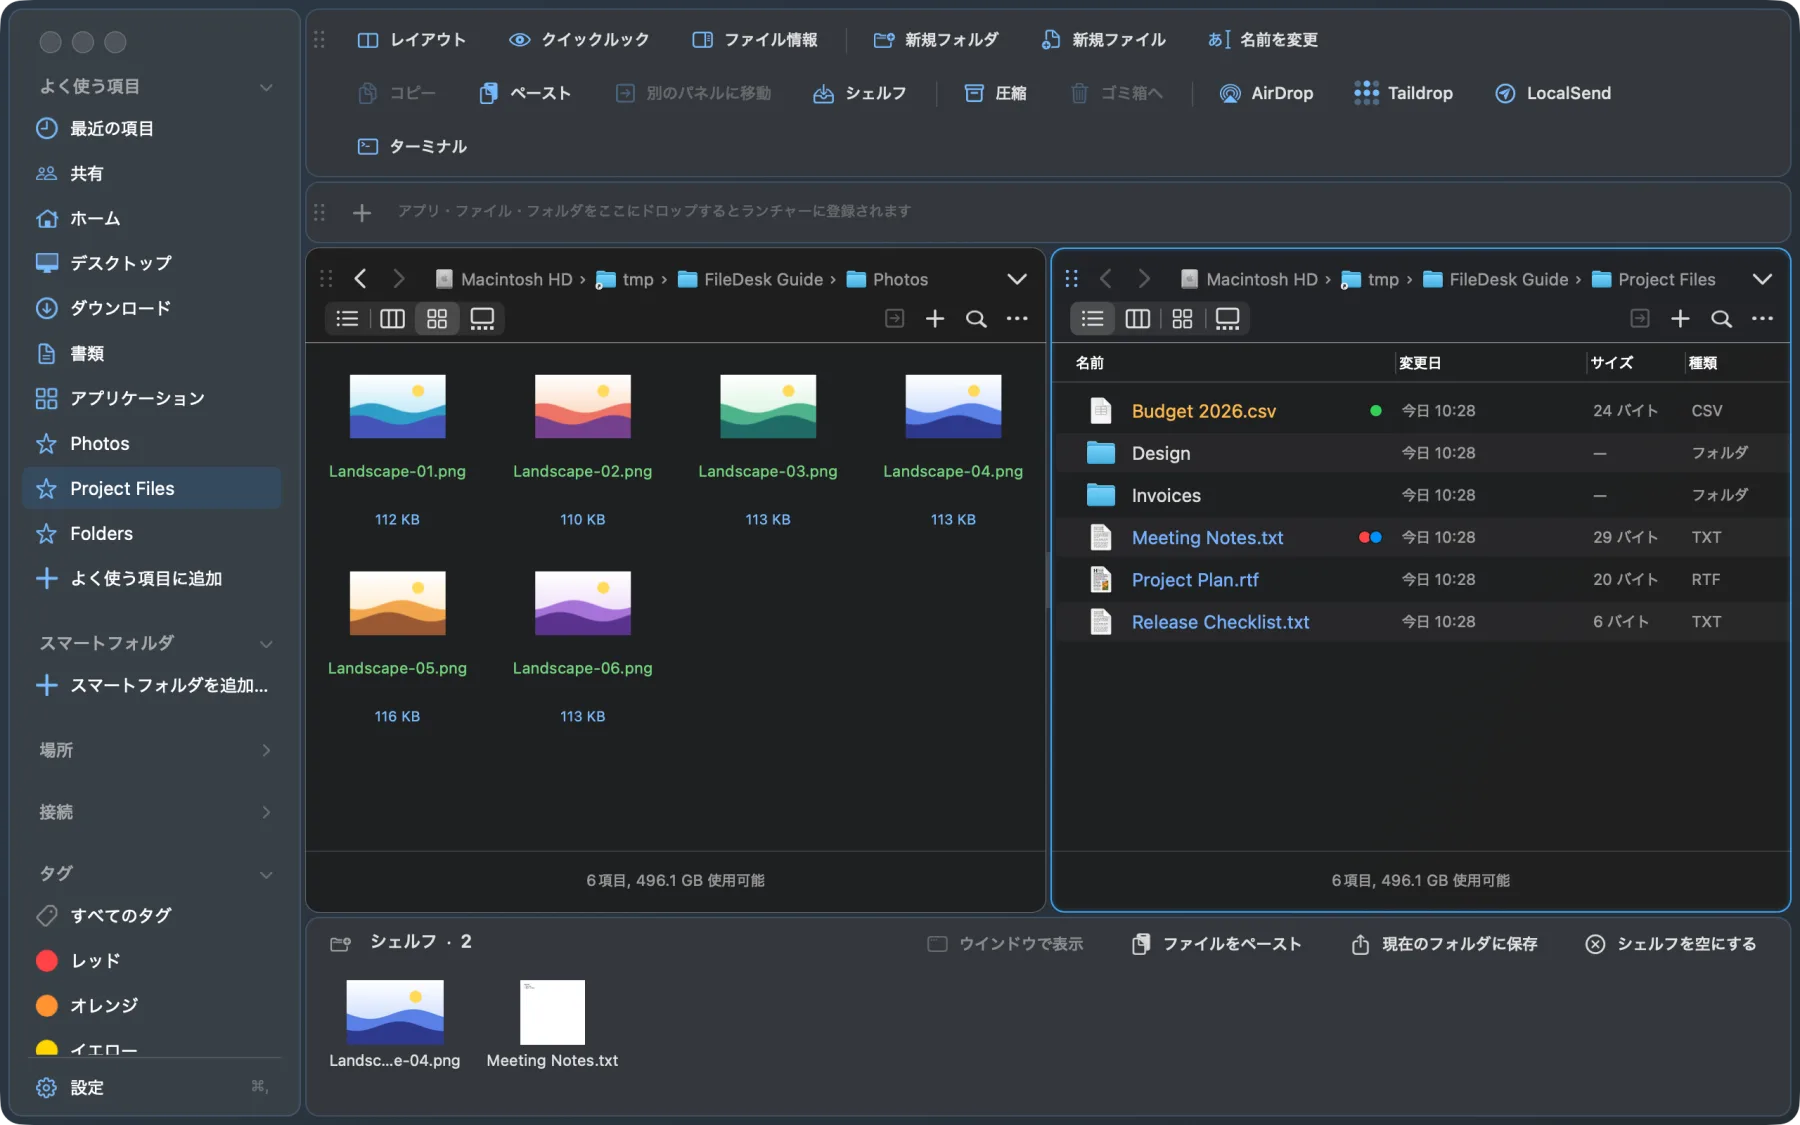 よく使う項目
最近の項目
共有
ホーム
デスクトップ
ダウンロード
書類
アプリケーション
Photos
Project Files
Folders
よく使う項目に追加
スマートフォルダ
スマートフォルダを追加...
場所
接続
タグ
すべてのタグ
レッド
オレンジ
イエロー
設定 ⌘,
レイアウト クイックルック ファイル情報 新規フォルダ 新規ファイル あ 名前を変更
コピー ペースト 別のパネルに移動 シェルフ 圧縮 ゴミ箱へ AirDrop Taildrop LocalSend
ターミナル
アプリ・ファイル・フォルダをここにドロップするとランチャーに登録されます
Macintosh HD › tmp › FileDesk Guide › Photos
Landscape-01.png Landscape-02.png Landscape-03.png Landscape-04.png
112 KB 110 KB 113 KB 113 KB
Landscape-05.png Landscape-06.png
116 KB 113 KB
6項目, 496.1 GB 使用可能
Macintosh HD › tmp › FileDesk Guide › Project Files
名前 変更日 サイズ 種類
Budget 2026.csv 今日 10:28 24 バイト CSV
Design 今日 10:28 — フォルダ
Invoices 今日 10:28 — フォルダ
Meeting Notes.txt 今日 10:28 29 バイト TXT
Project Plan.rtf 今日 10:28 20 バイト RTF
Release Checklist.txt 今日 10:28 6 バイト TXT
6項目, 496.1 GB 使用可能
シェルフ · 2 ウインドウで表示 ファイルをペースト 現在のフォルダに保存 シェルフを空にする
Landsc...e-04.png Meeting Notes.txt